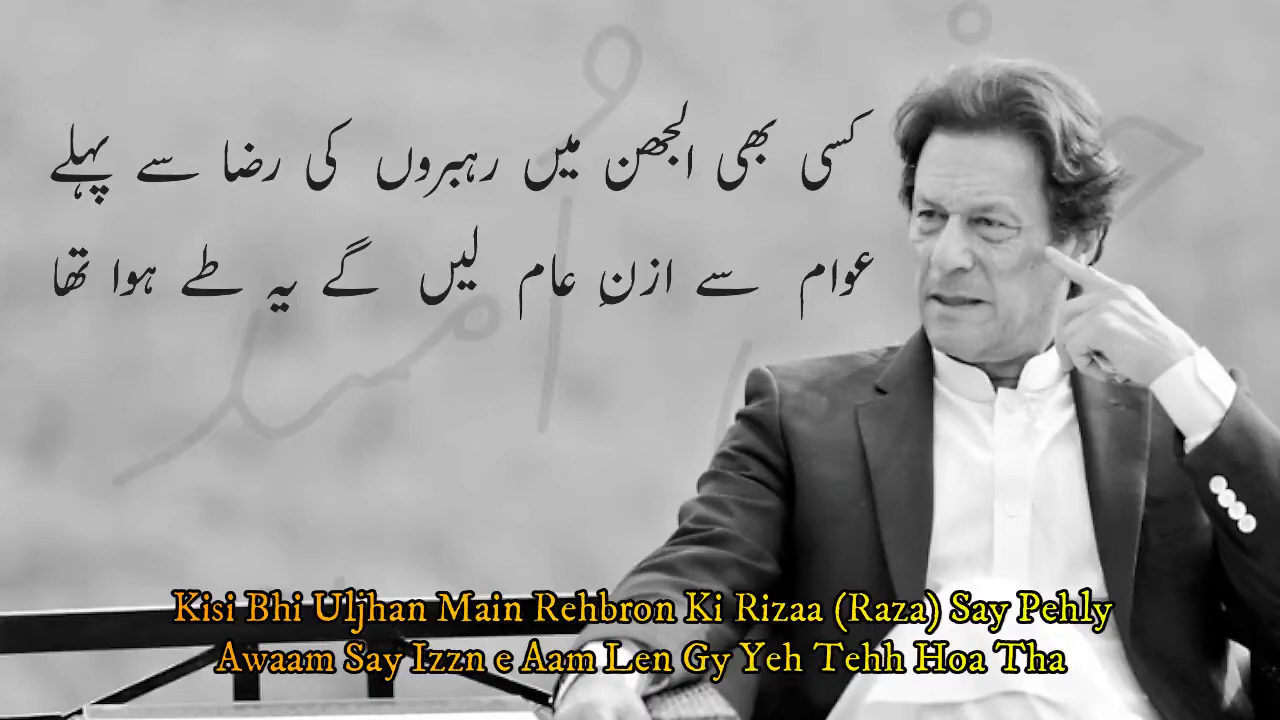 کسی بھی الجھن میں رہبروں کی رضا سے پہلے
عوام سے ازنِ عام لیں گے یہ طے ہوا تھا
Kisi Bhi Uljhan Main Rehbron Ki Rizaa (Raza) Say Pehly
Awaam Say Izzn e Aam Len Gy Yeh Tehh Hoa Tha